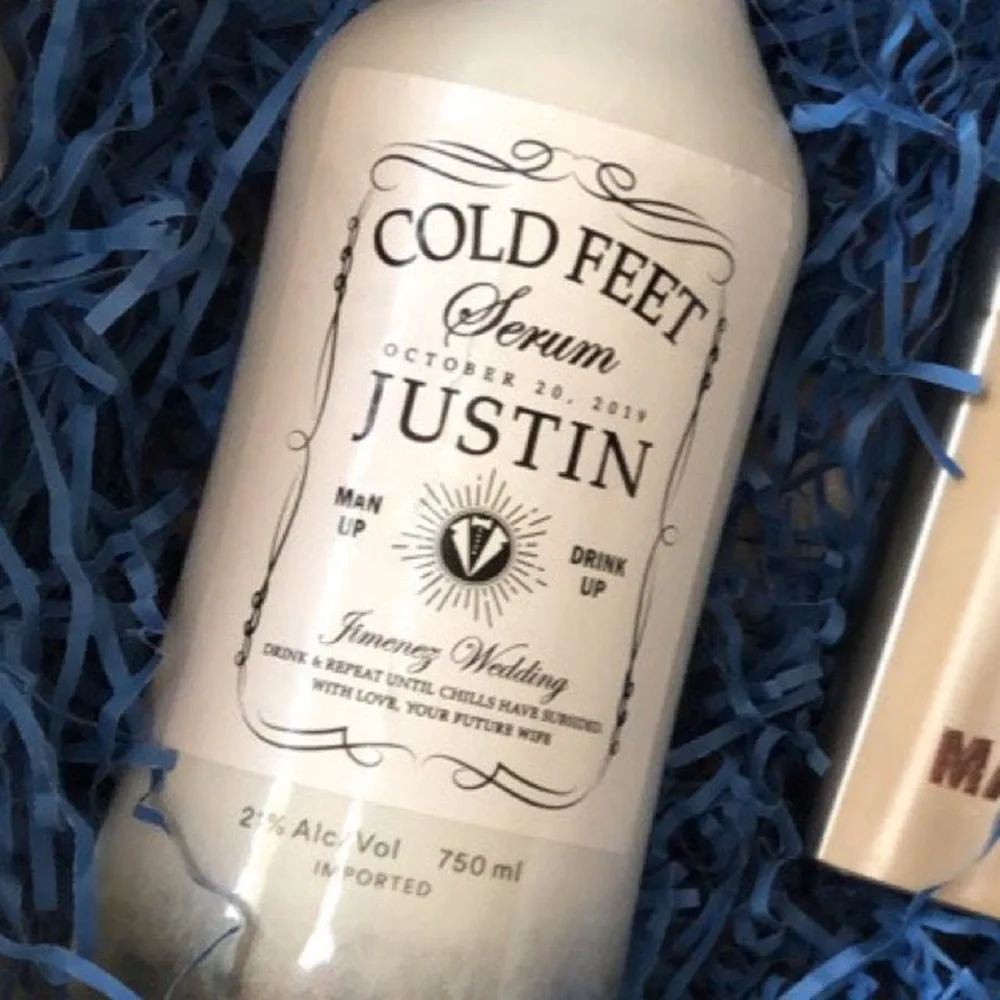 COLD FEET
Serum
OCTOBER 20, 2019
JUSTIN
MAN
UP
DRINK
UP
Jimenez Wedding
DRINK & REPEAT UNTIL CHILLS HAVE SUBSIDED
WITH LOVE, YOUR FUTURE WIFE
Alc/Vol 750 ml
IMPORTED